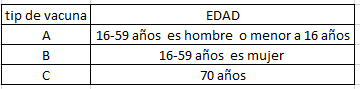 tip de vacuna EDAD
A 16-59 años es hombre o menor a 16 años
B 16-59 años es mujer
C 70 años